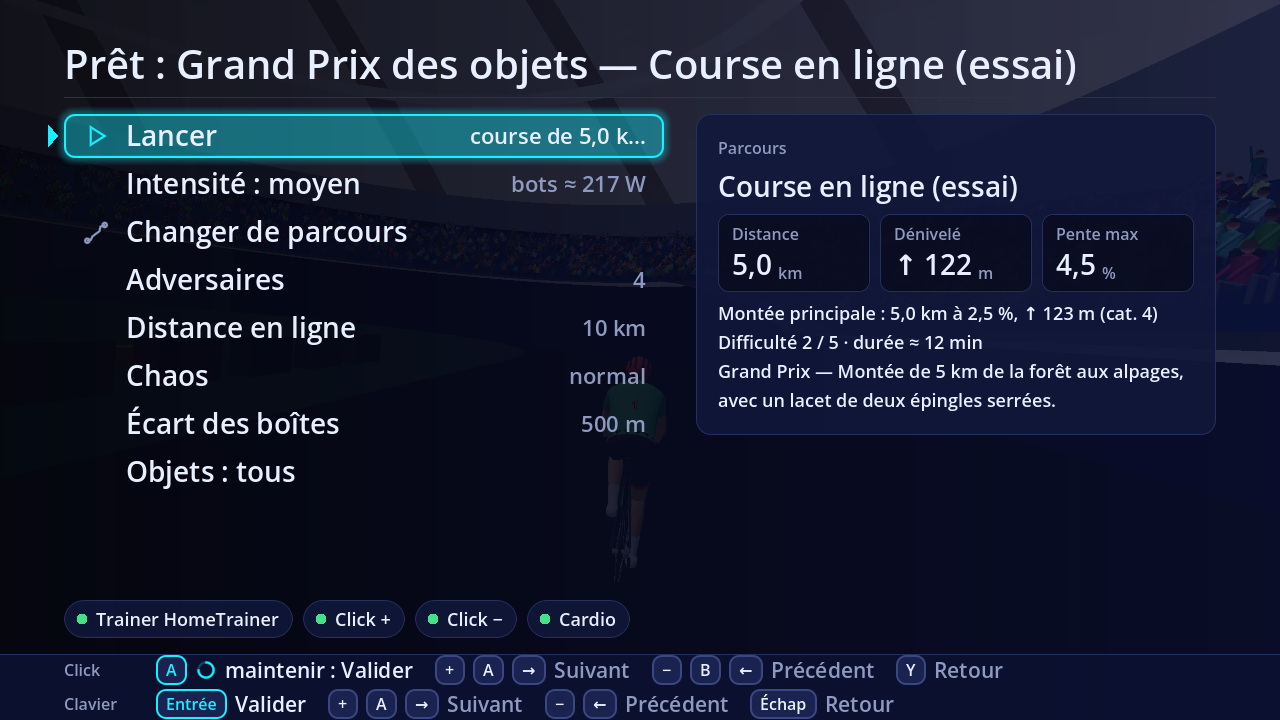 Prêt : Grand Prix des objets — Course en ligne (essai)
Lancer course de 5,0 k...
Intensité : moyen bots ≈ 217 W
Changer de parcours
Adversaires 4
Distance en ligne 10 km
Chaos normal
Écart des boîtes 500 m
Objets : tous
Parcours
Course en ligne (essai)
Distance Dénivelé Pente max
5,0 km ↑ 122 m 4,5 %
Montée principale : 5,0 km à 2,5 %, ↑ 123 m (cat. 4)
Difficulté 2 / 5 · durée ≈ 12 min
Grand Prix — Montée de 5 km de la forêt aux alpages,
avec un lacet de deux épingles serrées.
Trainer HomeTrainer Click + Click − Cardio
Click A maintenir : Valider + A → Suivant − B ← Précédent Y Retour
Clavier Entrée Valider + A → Suivant − ← Précédent Échap Retour